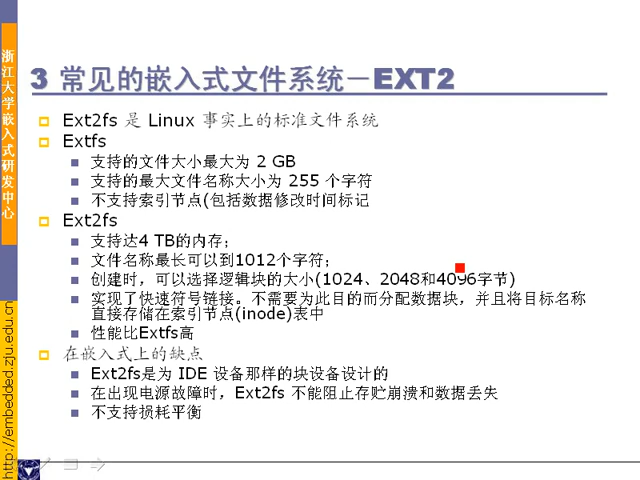 浙江大学嵌入式研发中心
http://embedded.zju.edu.cn
3 常见的嵌入式文件系统－EXT2
Ext2fs 是 Linux 事实上的标准文件系统
Extfs
支持的文件大小最大为 2 GB
支持的最大文件名称大小为 255 个字符
不支持索引节点(包括数据修改时间标记
Ext2fs
支持达4 TB的内存；
文件名称最长可以到1012个字符；
创建时，可以选择逻辑块的大小(1024、2048和4096字节)
实现了快速符号链接。不需要为此目的而分配数据块，并且将目标名称
直接存储在索引节点(inode)表中
性能比Extfs高
在嵌入式上的缺点
Ext2fs是为 IDE 设备那样的块设备设计的
在出现电源故障时，Ext2fs 不能阻止存贮崩溃和数据丢失
不支持损耗平衡